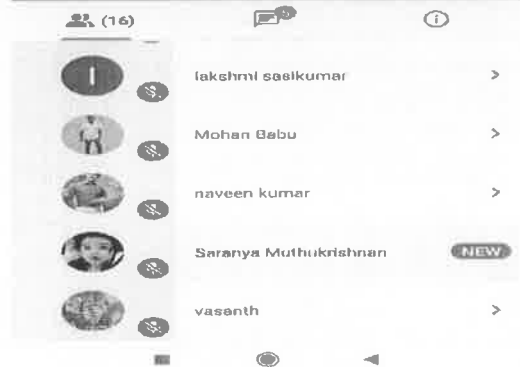 (16)
l
lakshmi sasikumar
Mohan Babu
naveen kumar
Saranya Muthukrishnan
NEW
vasanth